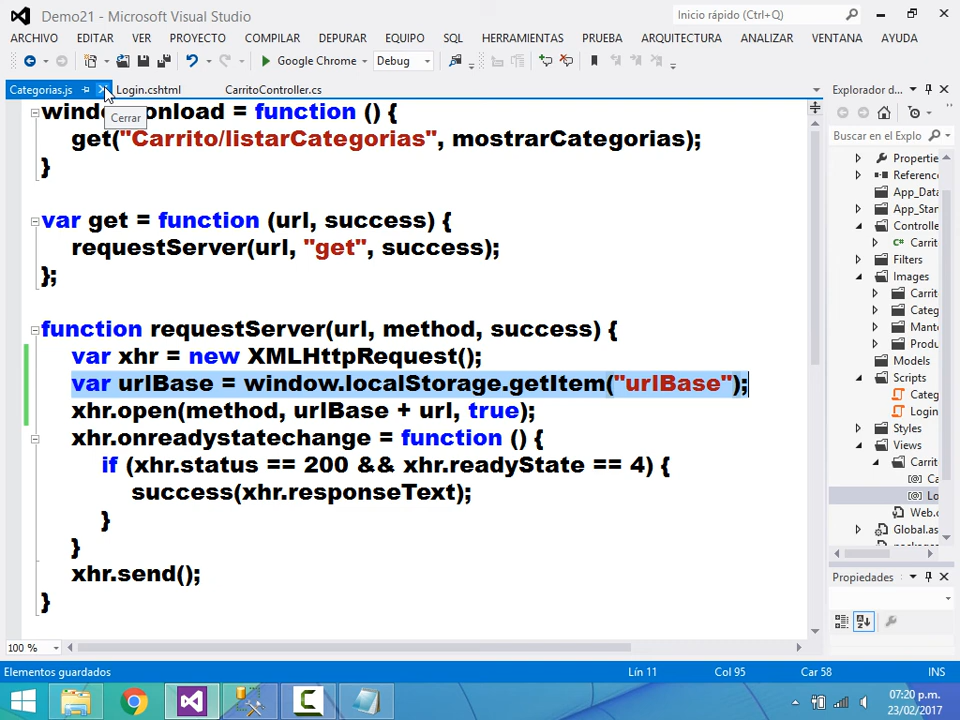 Demo21 - Microsoft Visual Studio
Inicio rápido (Ctrl+Q)
ARCHIVO EDITAR VER PROYECTO COMPILAR DEPURAR EQUIPO SQL HERRAMIENTAS PRUEBA ARQUITECTURA ANALIZAR VENTANA AYUDA
Google Chrome Debug
Categorias.js Login.cshtml CarritoController.cs
Cerrar
window.onload = function () {
get("Carrito/listarCategorias", mostrarCategorias);
}
var get = function (url, success) {
requestServer(url, "get", success);
};
function requestServer(url, method, success) {
var xhr = new XMLHttpRequest();
var urlBase = window.localStorage.getItem("urlBase");
xhr.open(method, urlBase + url, true);
xhr.onreadystatechange = function () {
if (xhr.status == 200 && xhr.readyState == 4) {
success(xhr.responseText);
}
}
xhr.send();
}
100 %
Explorador d...
Buscar en el Explo
Propertie
Referenc
App_Data
App_Star
Controlle
C# Carrit
Filters
Images
Carrit
Categ
Mant
Produ
Models
Scripts
Categ
Login
Styles
Views
Carrit
[@] Ca
[@] Lo
Web.c
Global.as
Propiedades
Elementos guardados Lín 11 Col 95 Car 58 INS
07:20 p.m.
23/02/2017